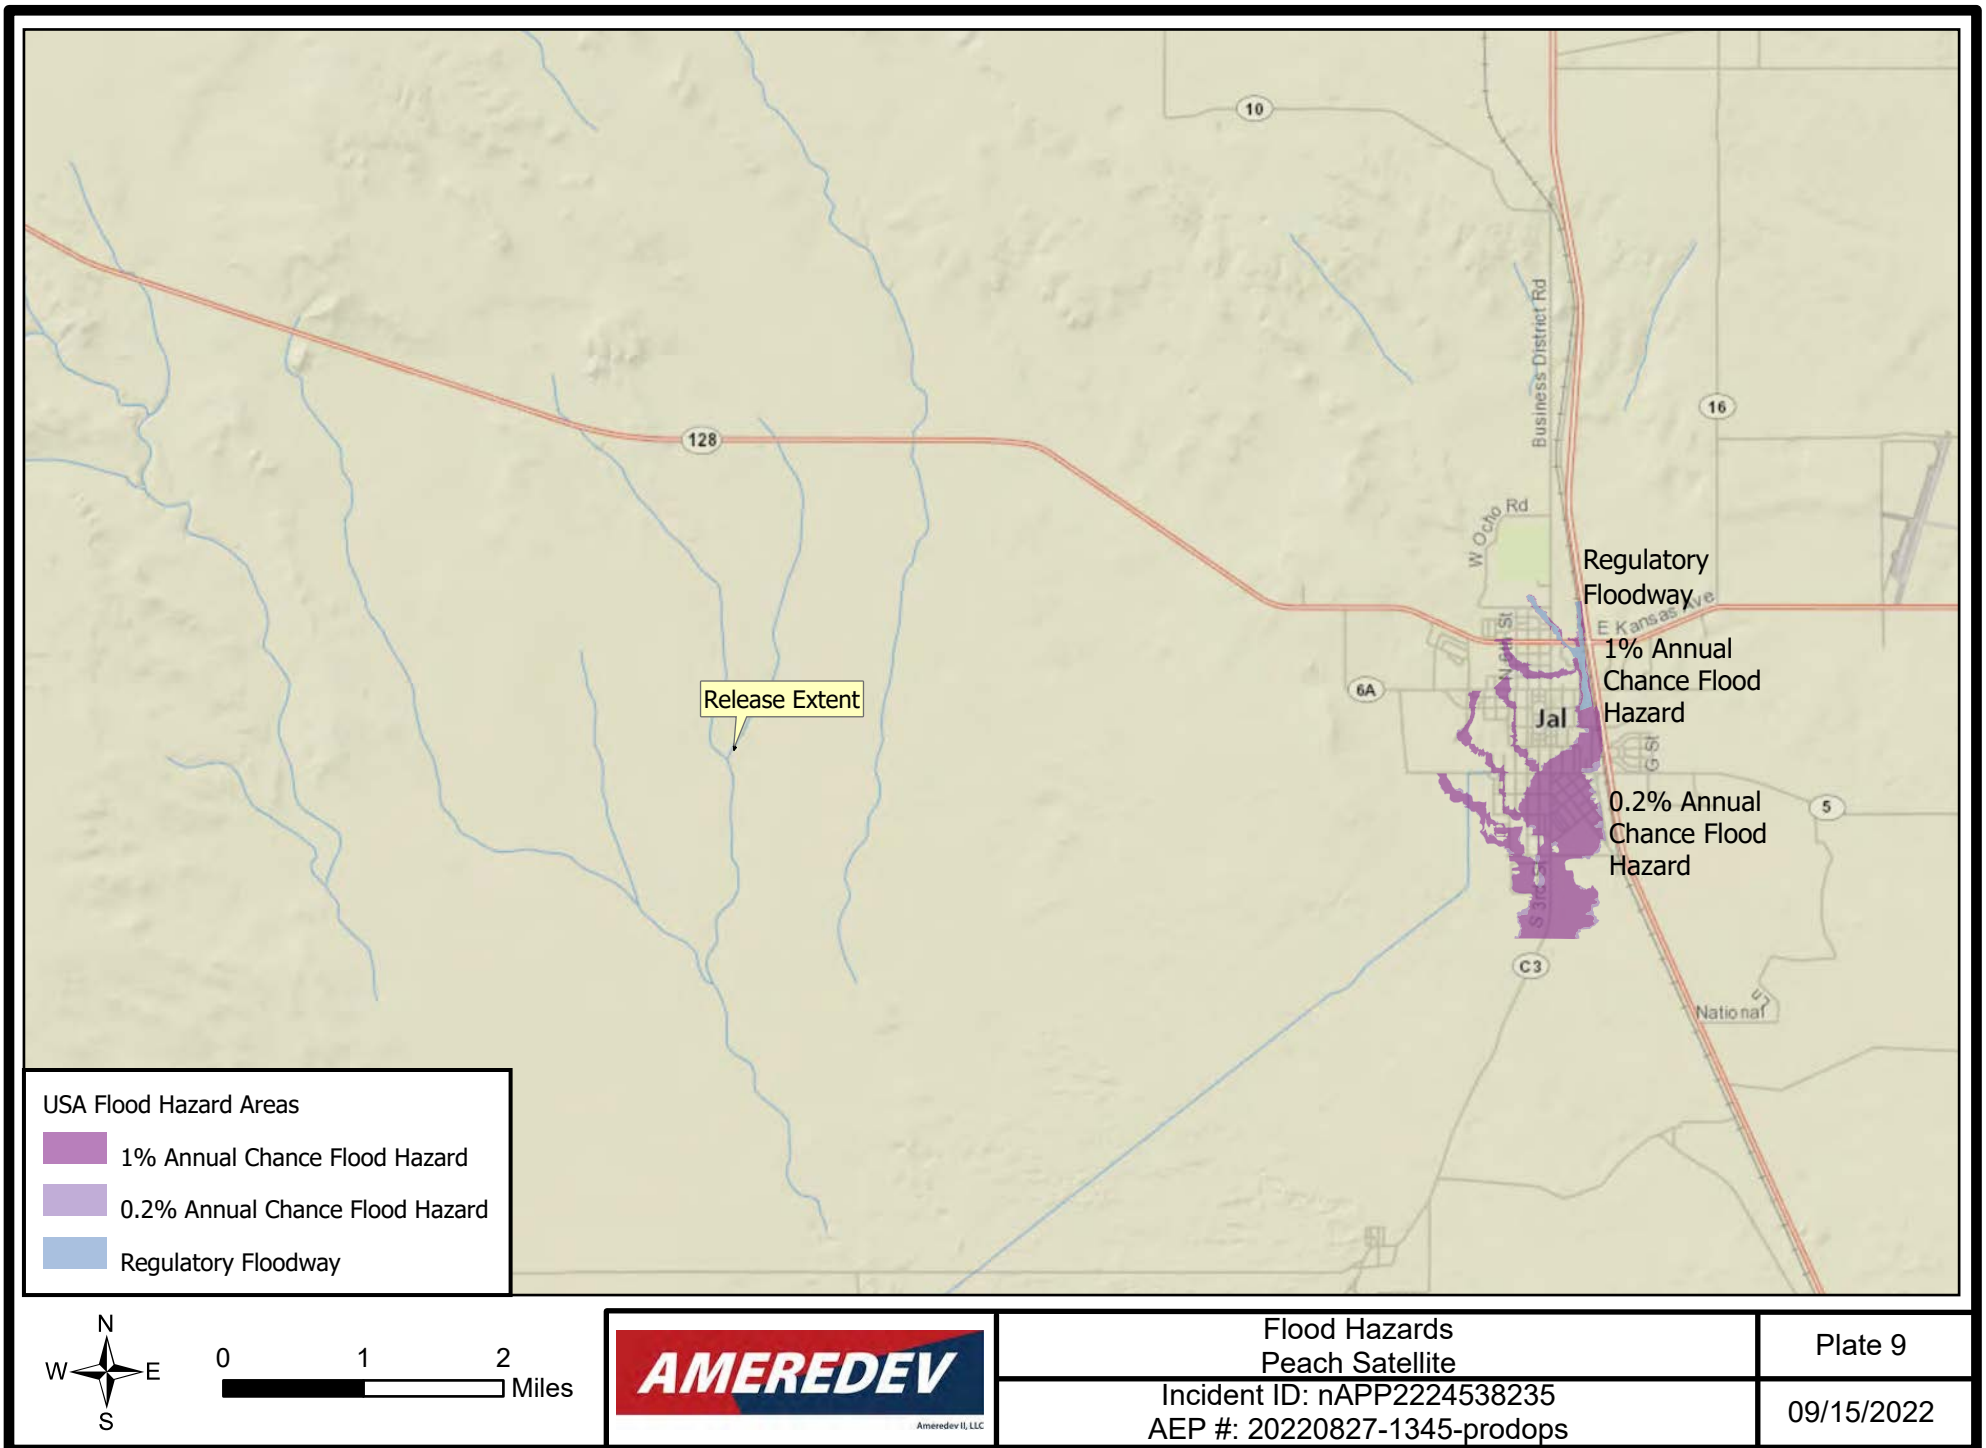 10
Business District Rd
16
128
W Ocho Rd
Regulatory
Floodway
E Kansas Ave
1% Annual
Chance Flood
Hazard
6A
Release Extent
Jal
G St
0.2% Annual
Chance Flood
Hazard
5
S 3rd St
C3
National
USA Flood Hazard Areas
1% Annual Chance Flood Hazard
0.2% Annual Chance Flood Hazard
Regulatory Floodway
N
W E
S
0 1 2
Miles
AMEREDEV
Ameredev II, LLC
Flood Hazards
Peach Satellite
Incident ID: nAPP2224538235
AEP #: 20220827-1345-prodops
Plate 9
09/15/2022